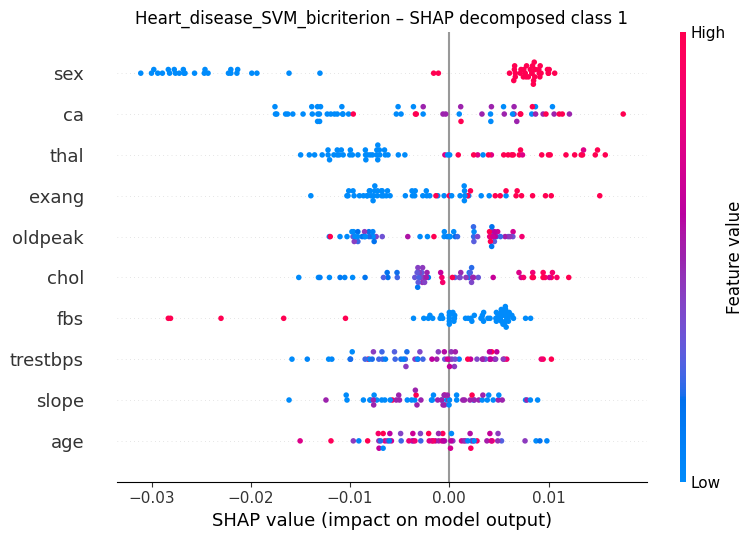 Heart_disease_SVM_bicriterion – SHAP decomposed class 1
High
sex
ca
thal
exang
oldpeak
chol
fbs
trestbps
slope
age
Feature value
Low
−0.03 −0.02 −0.01 0.00 0.01
SHAP value (impact on model output)